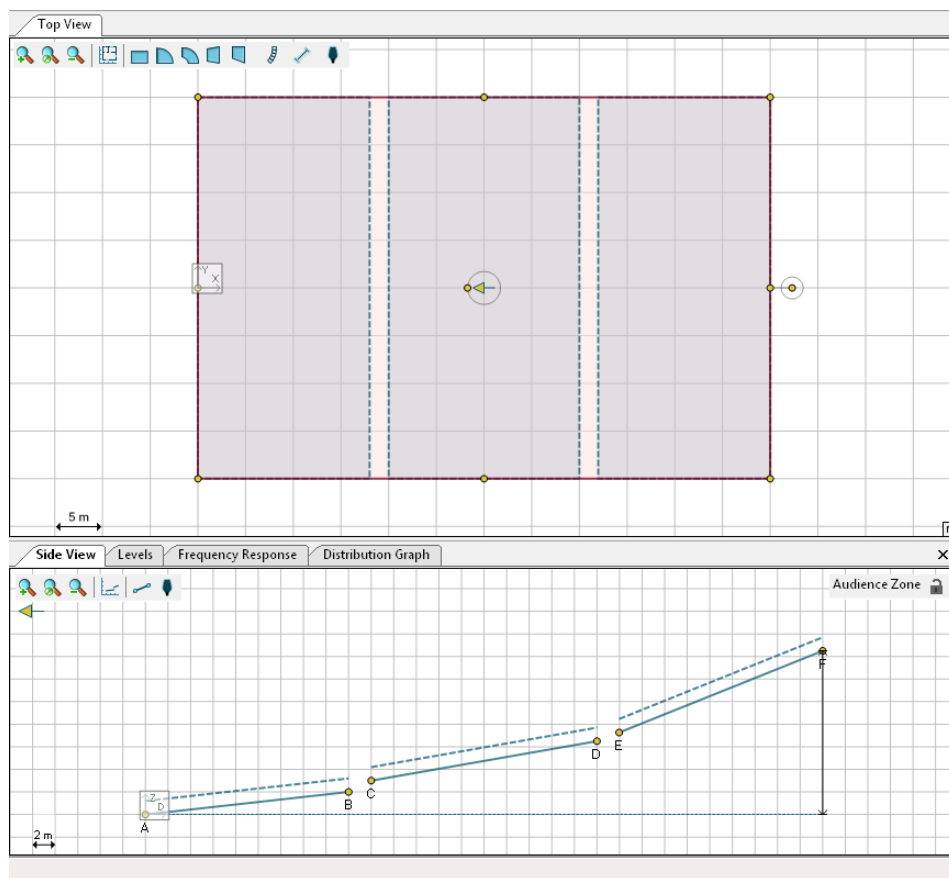 Top View
Y
X
5 m
Side View
Levels
Frequency Response
Distribution Graph
Audience Zone
F
D
E
B
C
Z
D
A
2 m